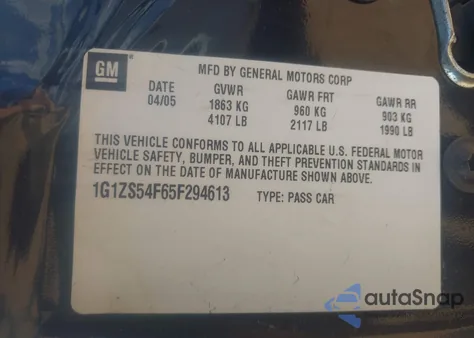 GM
MFD BY GENERAL MOTORS CORP
DATE GVWR GAWR FRT GAWR RR
04/05 1863 KG 960 KG 903 KG
4107 LB 2117 LB 1990 LB
THIS VEHICLE CONFORMS TO ALL APPLICABLE U.S. FEDERAL MOTOR
VEHICLE SAFETY, BUMPER, AND THEFT PREVENTION STANDARDS IN
EFFECT ON THE DATE OF MANUFACTURE SHOWN ABOVE.
1G1ZS54F65F294613 TYPE: PASS CAR
autoSnap